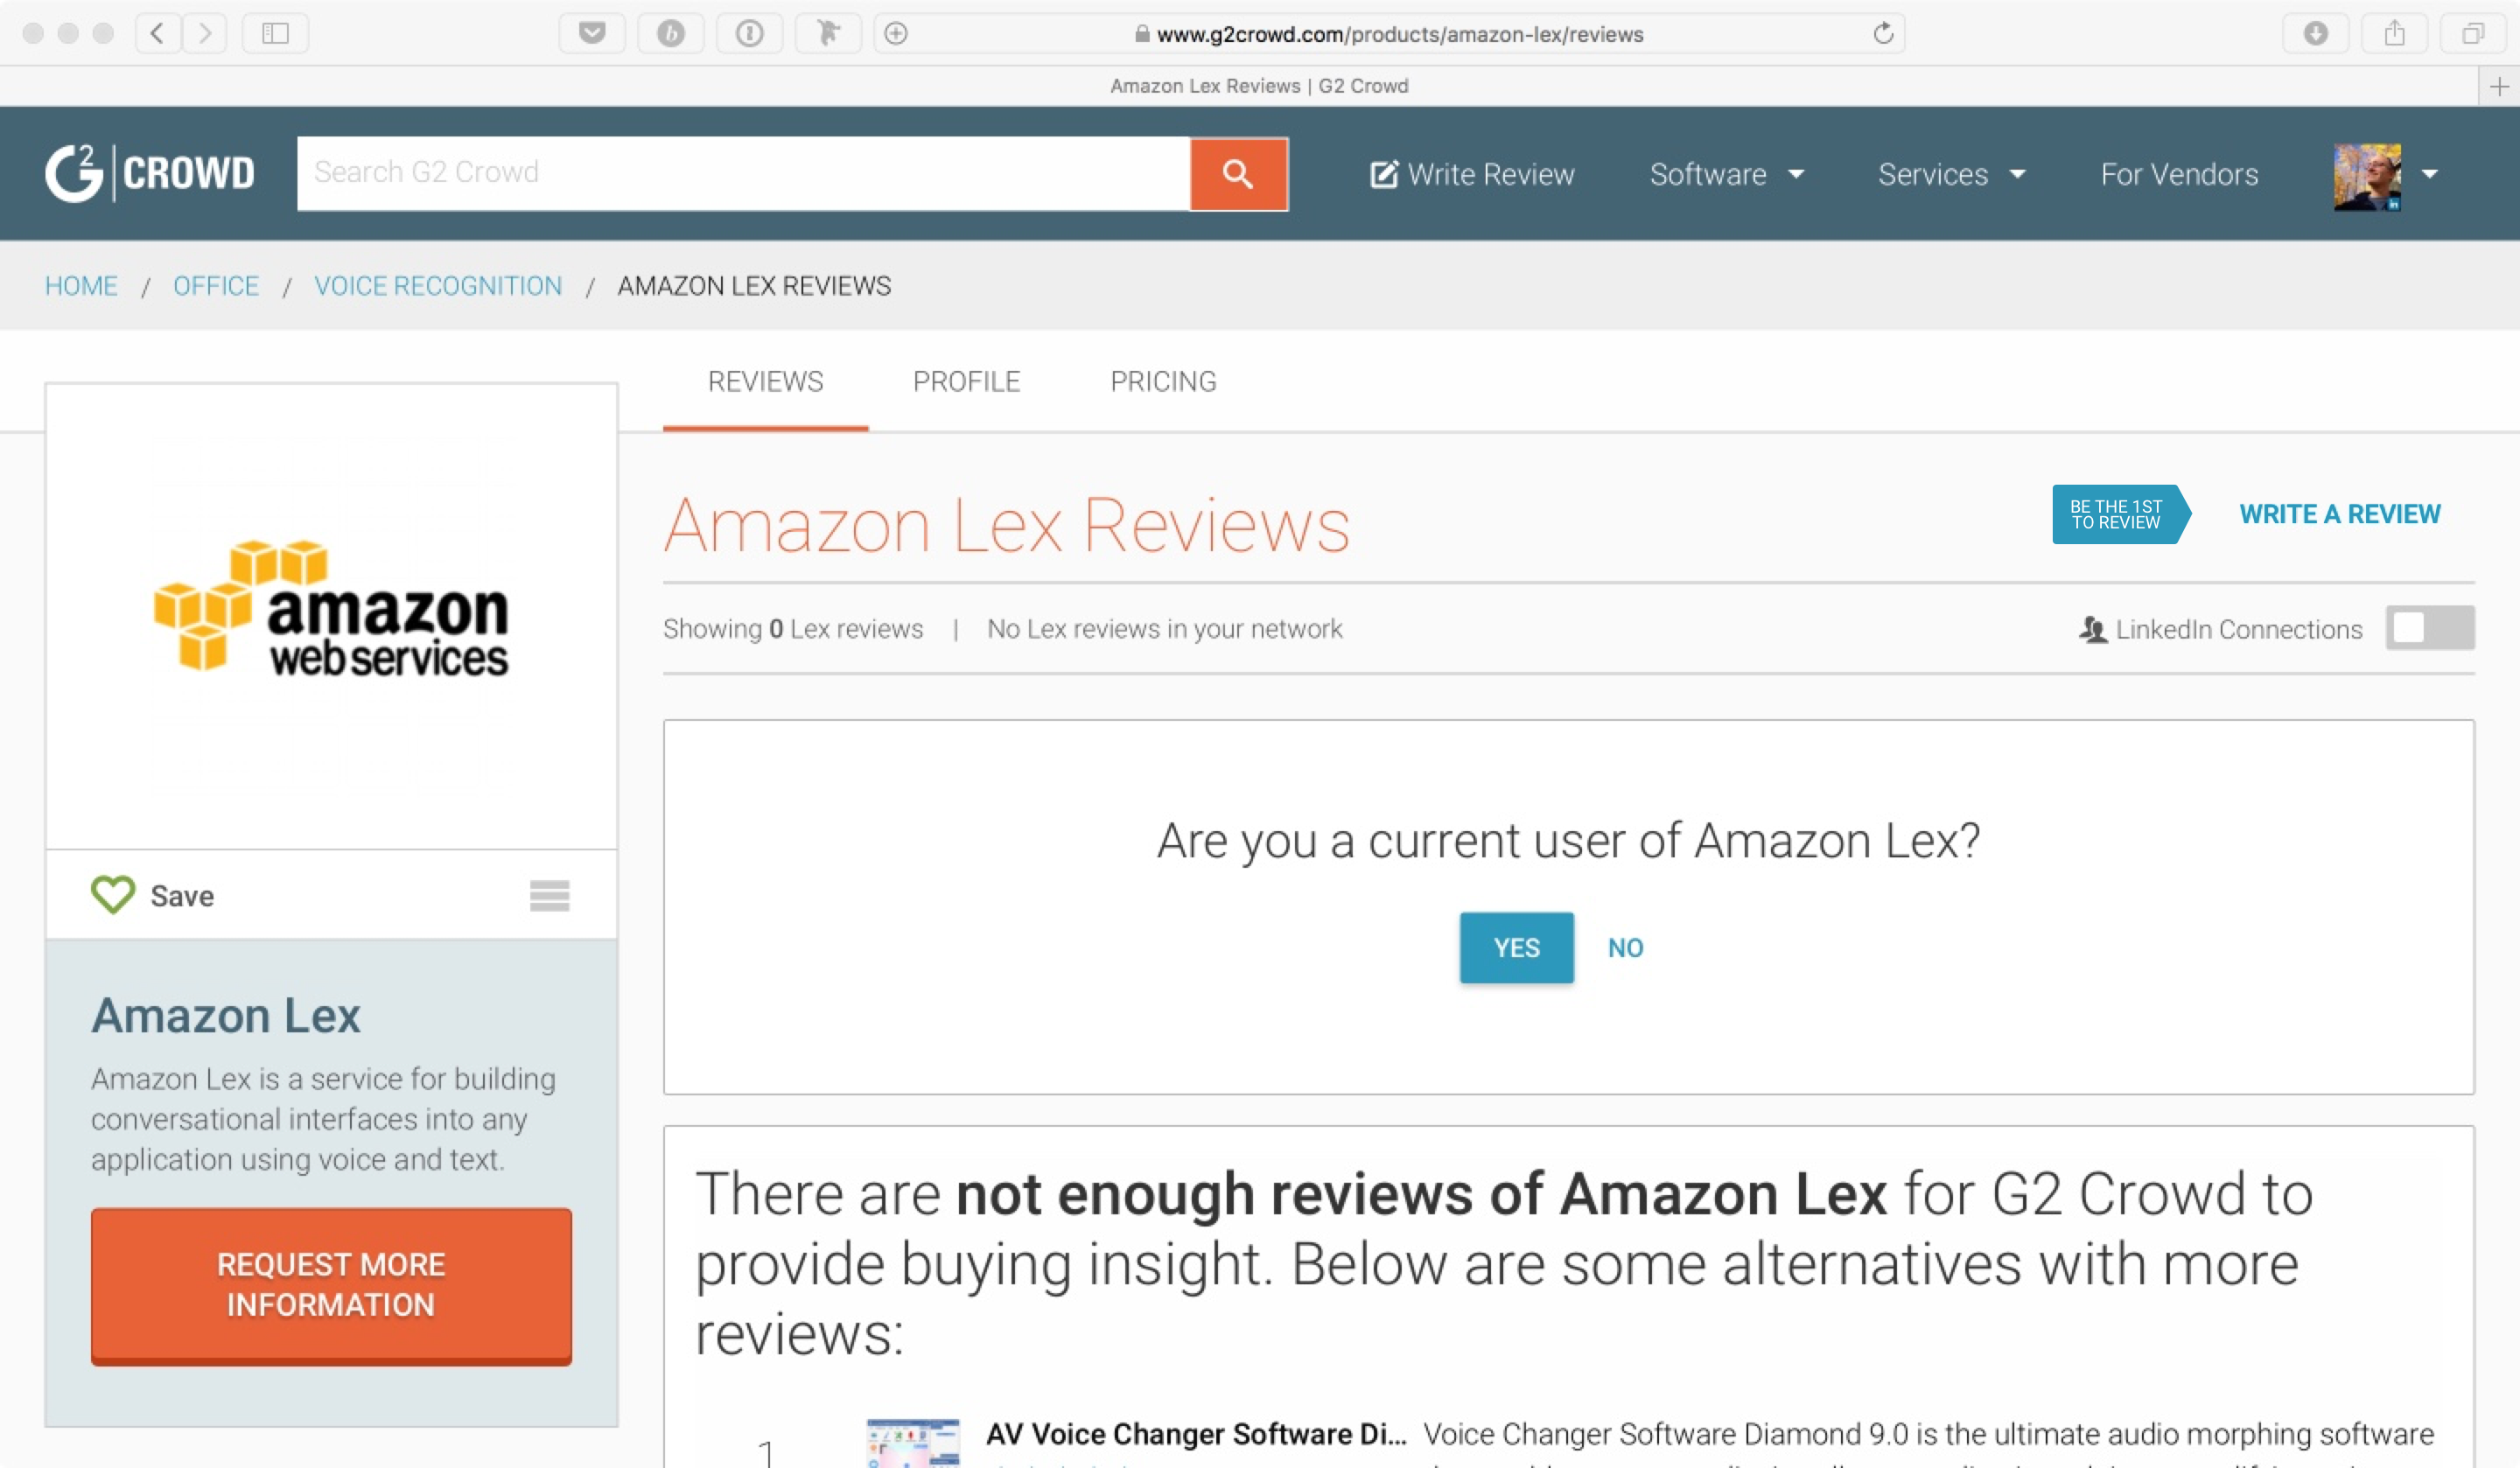 www.g2crowd.com/products/amazon-lex/reviews
Amazon Lex Reviews | G2 Crowd
G2 | CROWD
Search G2 Crowd
Write Review
Software
Services
For Vendors
HOME / OFFICE / VOICE RECOGNITION / AMAZON LEX REVIEWS
REVIEWS
PROFILE
PRICING
amazon
web services
Save
Amazon Lex
Amazon Lex is a service for building
conversational interfaces into any
application using voice and text.
REQUEST MORE
INFORMATION
Amazon Lex Reviews
BE THE 1ST
TO REVIEW
WRITE A REVIEW
Showing 0 Lex reviews | No Lex reviews in your network
LinkedIn Connections
Are you a current user of Amazon Lex?
YES
NO
There are not enough reviews of Amazon Lex for G2 Crowd to
provide buying insight. Below are some alternatives with more
reviews:
1
AV Voice Changer Software Di...
Voice Changer Software Diamond 9.0 is the ultimate audio morphing software